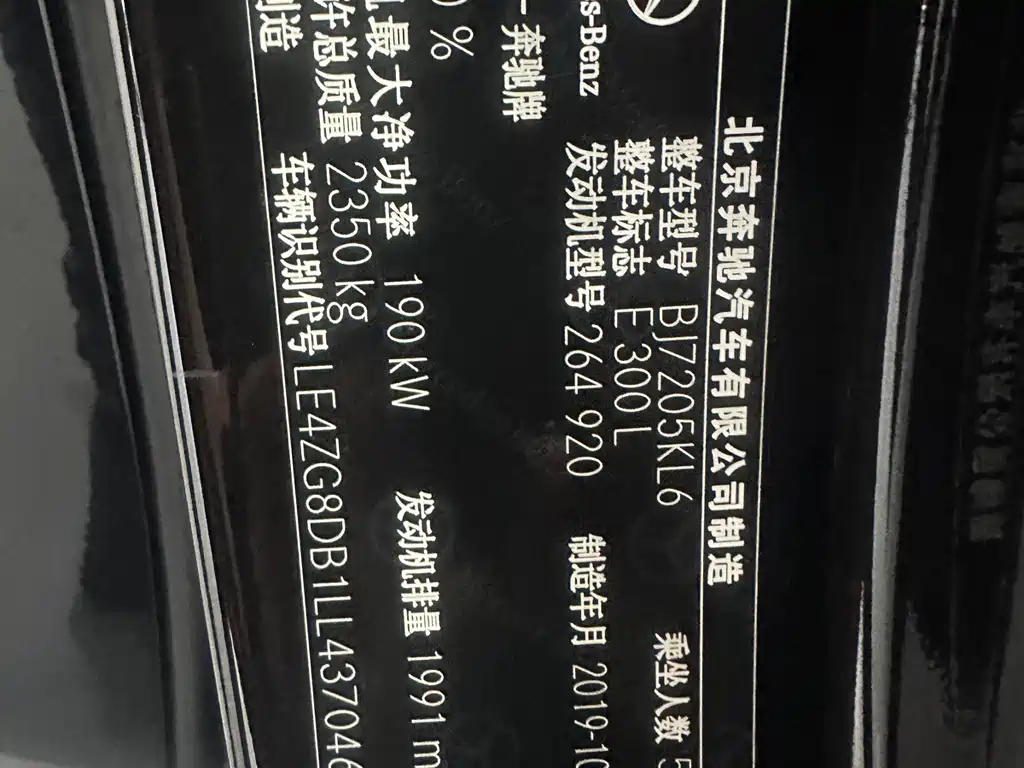 s-Benz
北京奔驰汽车有限公司制造
奔驰牌
整车型号 BJ7205KL6 乘坐人数 5
整车标志 E 300 L
发动机型号 264 920 制造年月 2019-10
%
最大净功率 190 kW 发动机排量 1991 m
许总质量 2350 kg
制造
车辆识别代号 LE4ZG8DB1LL437046